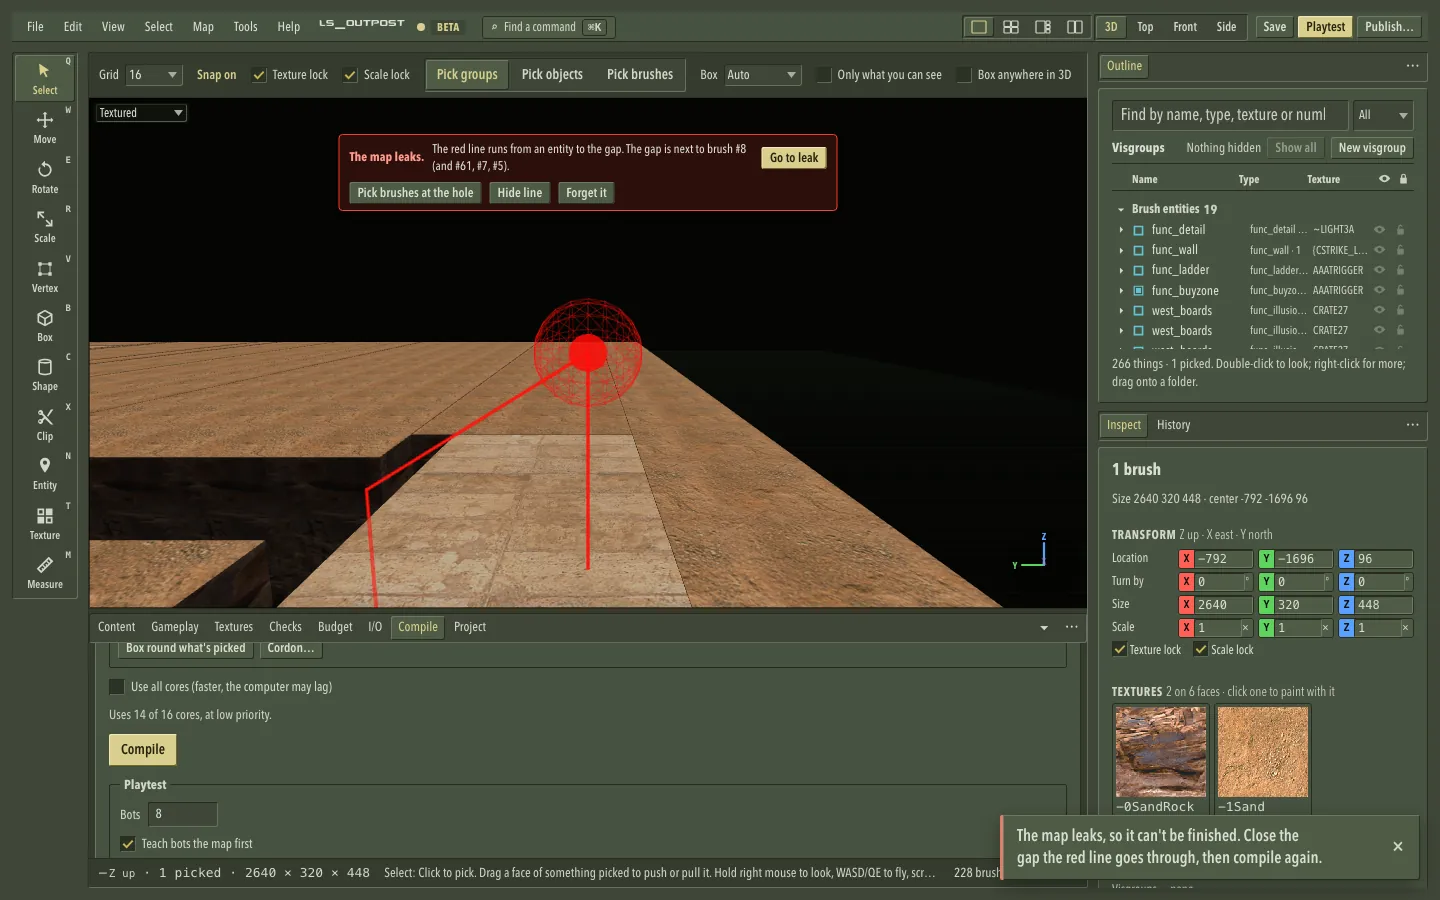 File Edit View Select Map Tools Help LS_OUTPOST BETA Find a command ⌘K 3D Top Front Side Save Playtest Publish...
Grid 16 Snap on Texture lock Scale lock Pick groups Pick objects Pick brushes Box Auto Only what you can see Box anywhere in 3D
Q
Select
W
Move
E
Rotate
R
Scale
V
Vertex
B
Box
C
Shape
X
Clip
N
Entity
T
Texture
M
Measure
Textured
The map leaks. The red line runs from an entity to the gap. The gap is next to brush #8
(and #61, #7, #5).
Go to leak
Pick brushes at the hole Hide line Forget it
Z
Y
Content Gameplay Textures Checks Budget I/O Compile Project ...
Box round what's picked Cordon...
Use all cores (faster, the computer may lag)
Uses 14 of 16 cores, at low priority.
Compile
Playtest
Bots 8
Teach bots the map first
—Z up · 1 picked · 2640 × 320 × 448 Select: Click to pick. Drag a face of something picked to push or pull it. Hold right mouse to look, WASD/QE to fly, scr... 228 brush
Outline ...
Find by name, type, texture or numl All
Visgroups Nothing hidden Show all New visgroup
Name Type Texture
Brush entities 19
func_detail func_detail ... ~LIGHT3A
func_wall func_wall · 1 {CSTRIKE_L...
func_ladder func_ladder... AAATRIGGER
func_buyzone func_buyzo... AAATRIGGER
west_boards func_illusio... CRATE27
west_boards func_illusio... CRATE27
west_boards func_illusio... CRATE27
266 things · 1 picked. Double-click to look; right-click for more;
drag onto a folder.
Inspect History ...
1 brush
Size 2640 320 448 · center -792 -1696 96
TRANSFORM Z up · X east · Y north
Location X −792 Y −1696 Z 96
Turn by X 0 ° Y 0 ° Z 0 °
Size X 2640 Y 320 Z 448
Scale X 1 × Y 1 × Z 1 ×
Texture lock Scale lock
TEXTURES 2 on 6 faces · click one to paint with it
−0SandRock −1Sand
The map leaks, so it can't be finished. Close the
gap the red line goes through, then compile again.
×